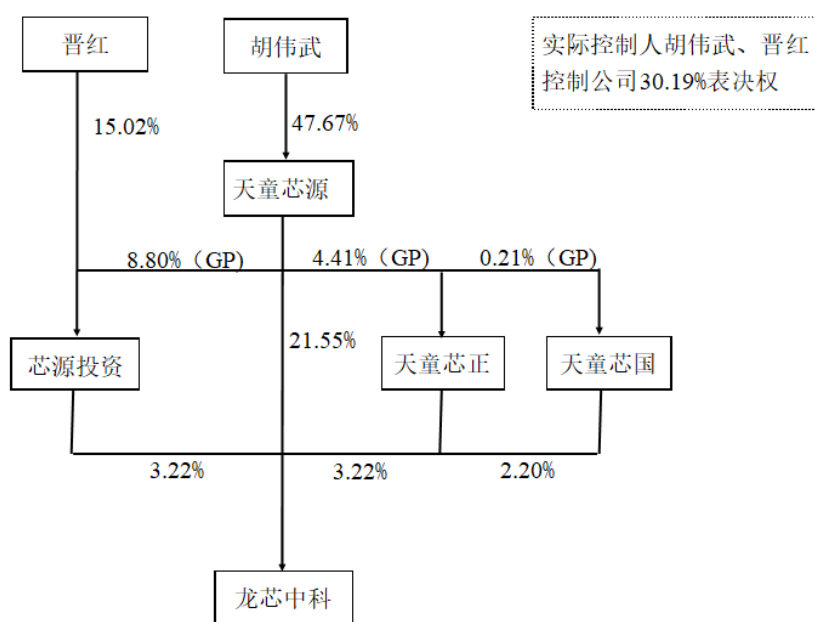 晋红
胡伟武
实际控制人胡伟武、晋红
控制公司30.19%表决权
15.02%
47.67%
天童芯源
8.80%（GP）
4.41%（GP）
0.21%（GP）
21.55%
芯源投资
天童芯正
天童芯国
3.22%
3.22%
2.20%
龙芯中科